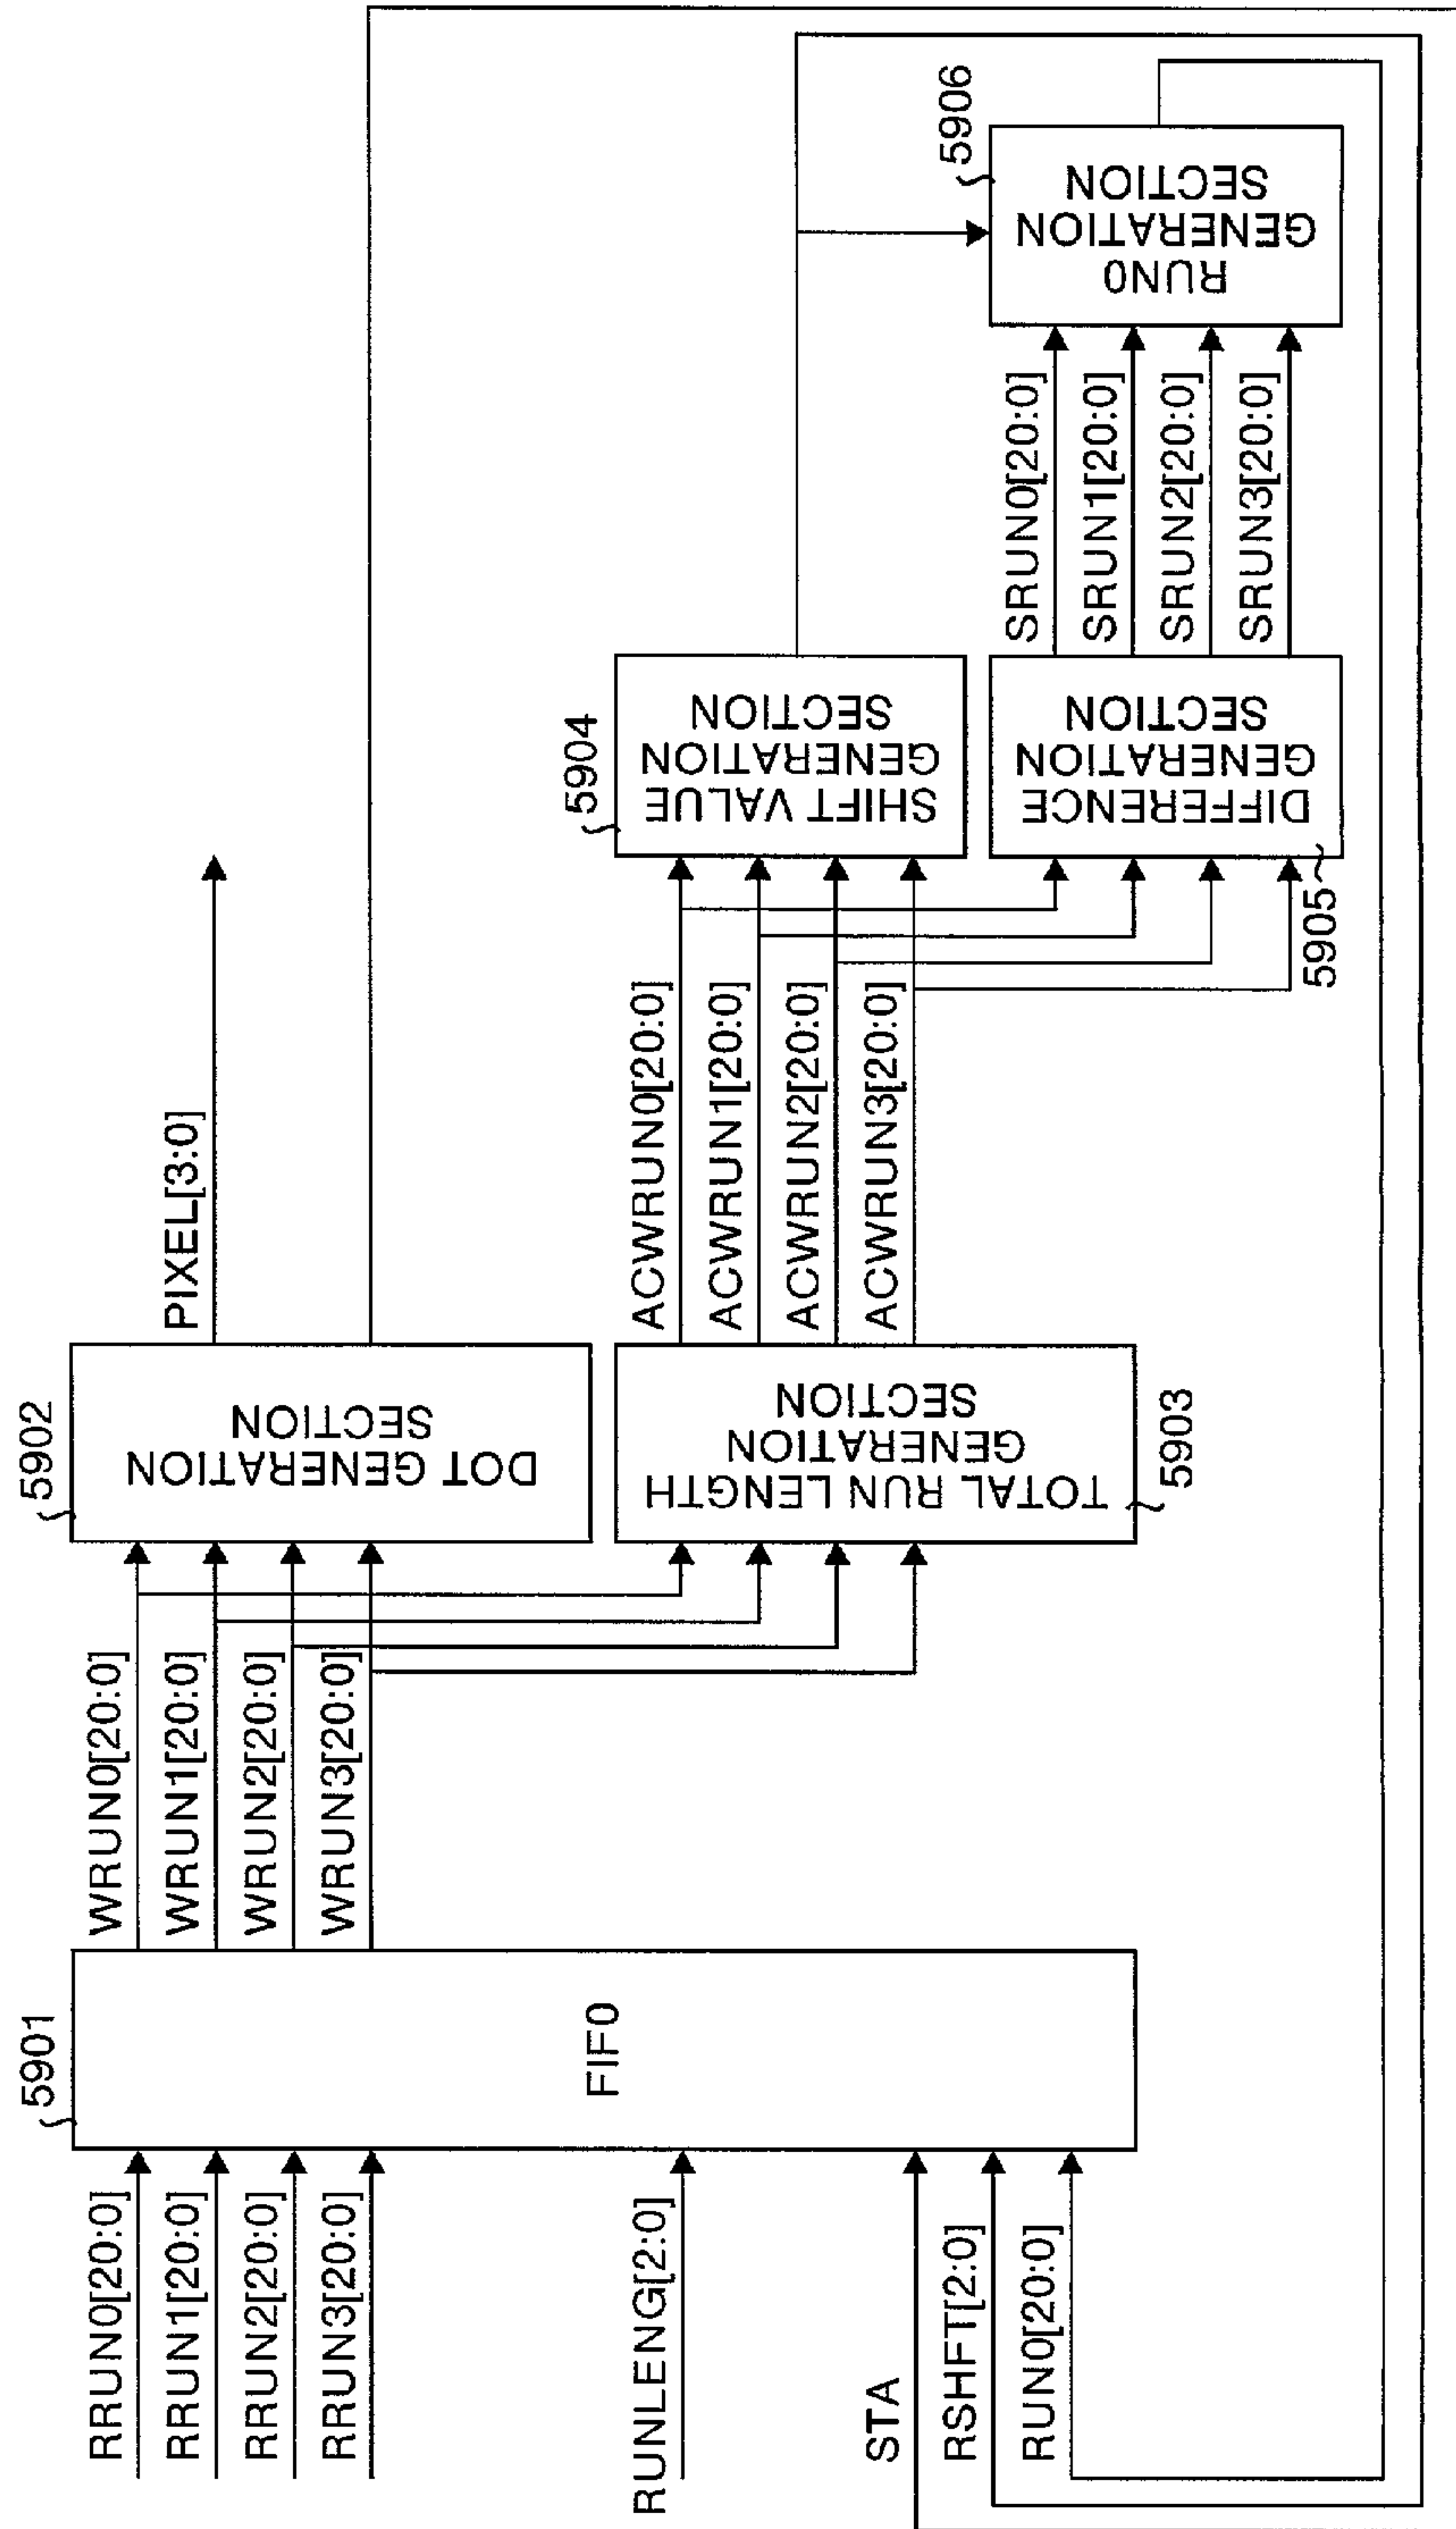 RRUN0[20:0]
RRUN1[20:0]
RRUN2[20:0]
RRUN3[20:0]
RUNLENG[2:0]
STA
RSHFT[2:0]
RUN0[20:0]
5901
FIF0
WRUN0[20:0]
WRUN1[20:0]
WRUN2[20:0]
WRUN3[20:0]
5902
DOT GENERATION
SECTION
PIXEL[3:0]
TOTAL RUN LENGTH
GENERATION
SECTION
5903
ACWRUN0[20:0]
ACWRUN1[20:0]
ACWRUN2[20:0]
ACWRUN3[20:0]
5904
SHIFT VALUE
GENERATION
SECTION
DIFFERENCE
GENERATION
SECTION
5905
SRUN0[20:0]
SRUN1[20:0]
SRUN2[20:0]
SRUN3[20:0]
5906
RUN0
GENERATION
SECTION